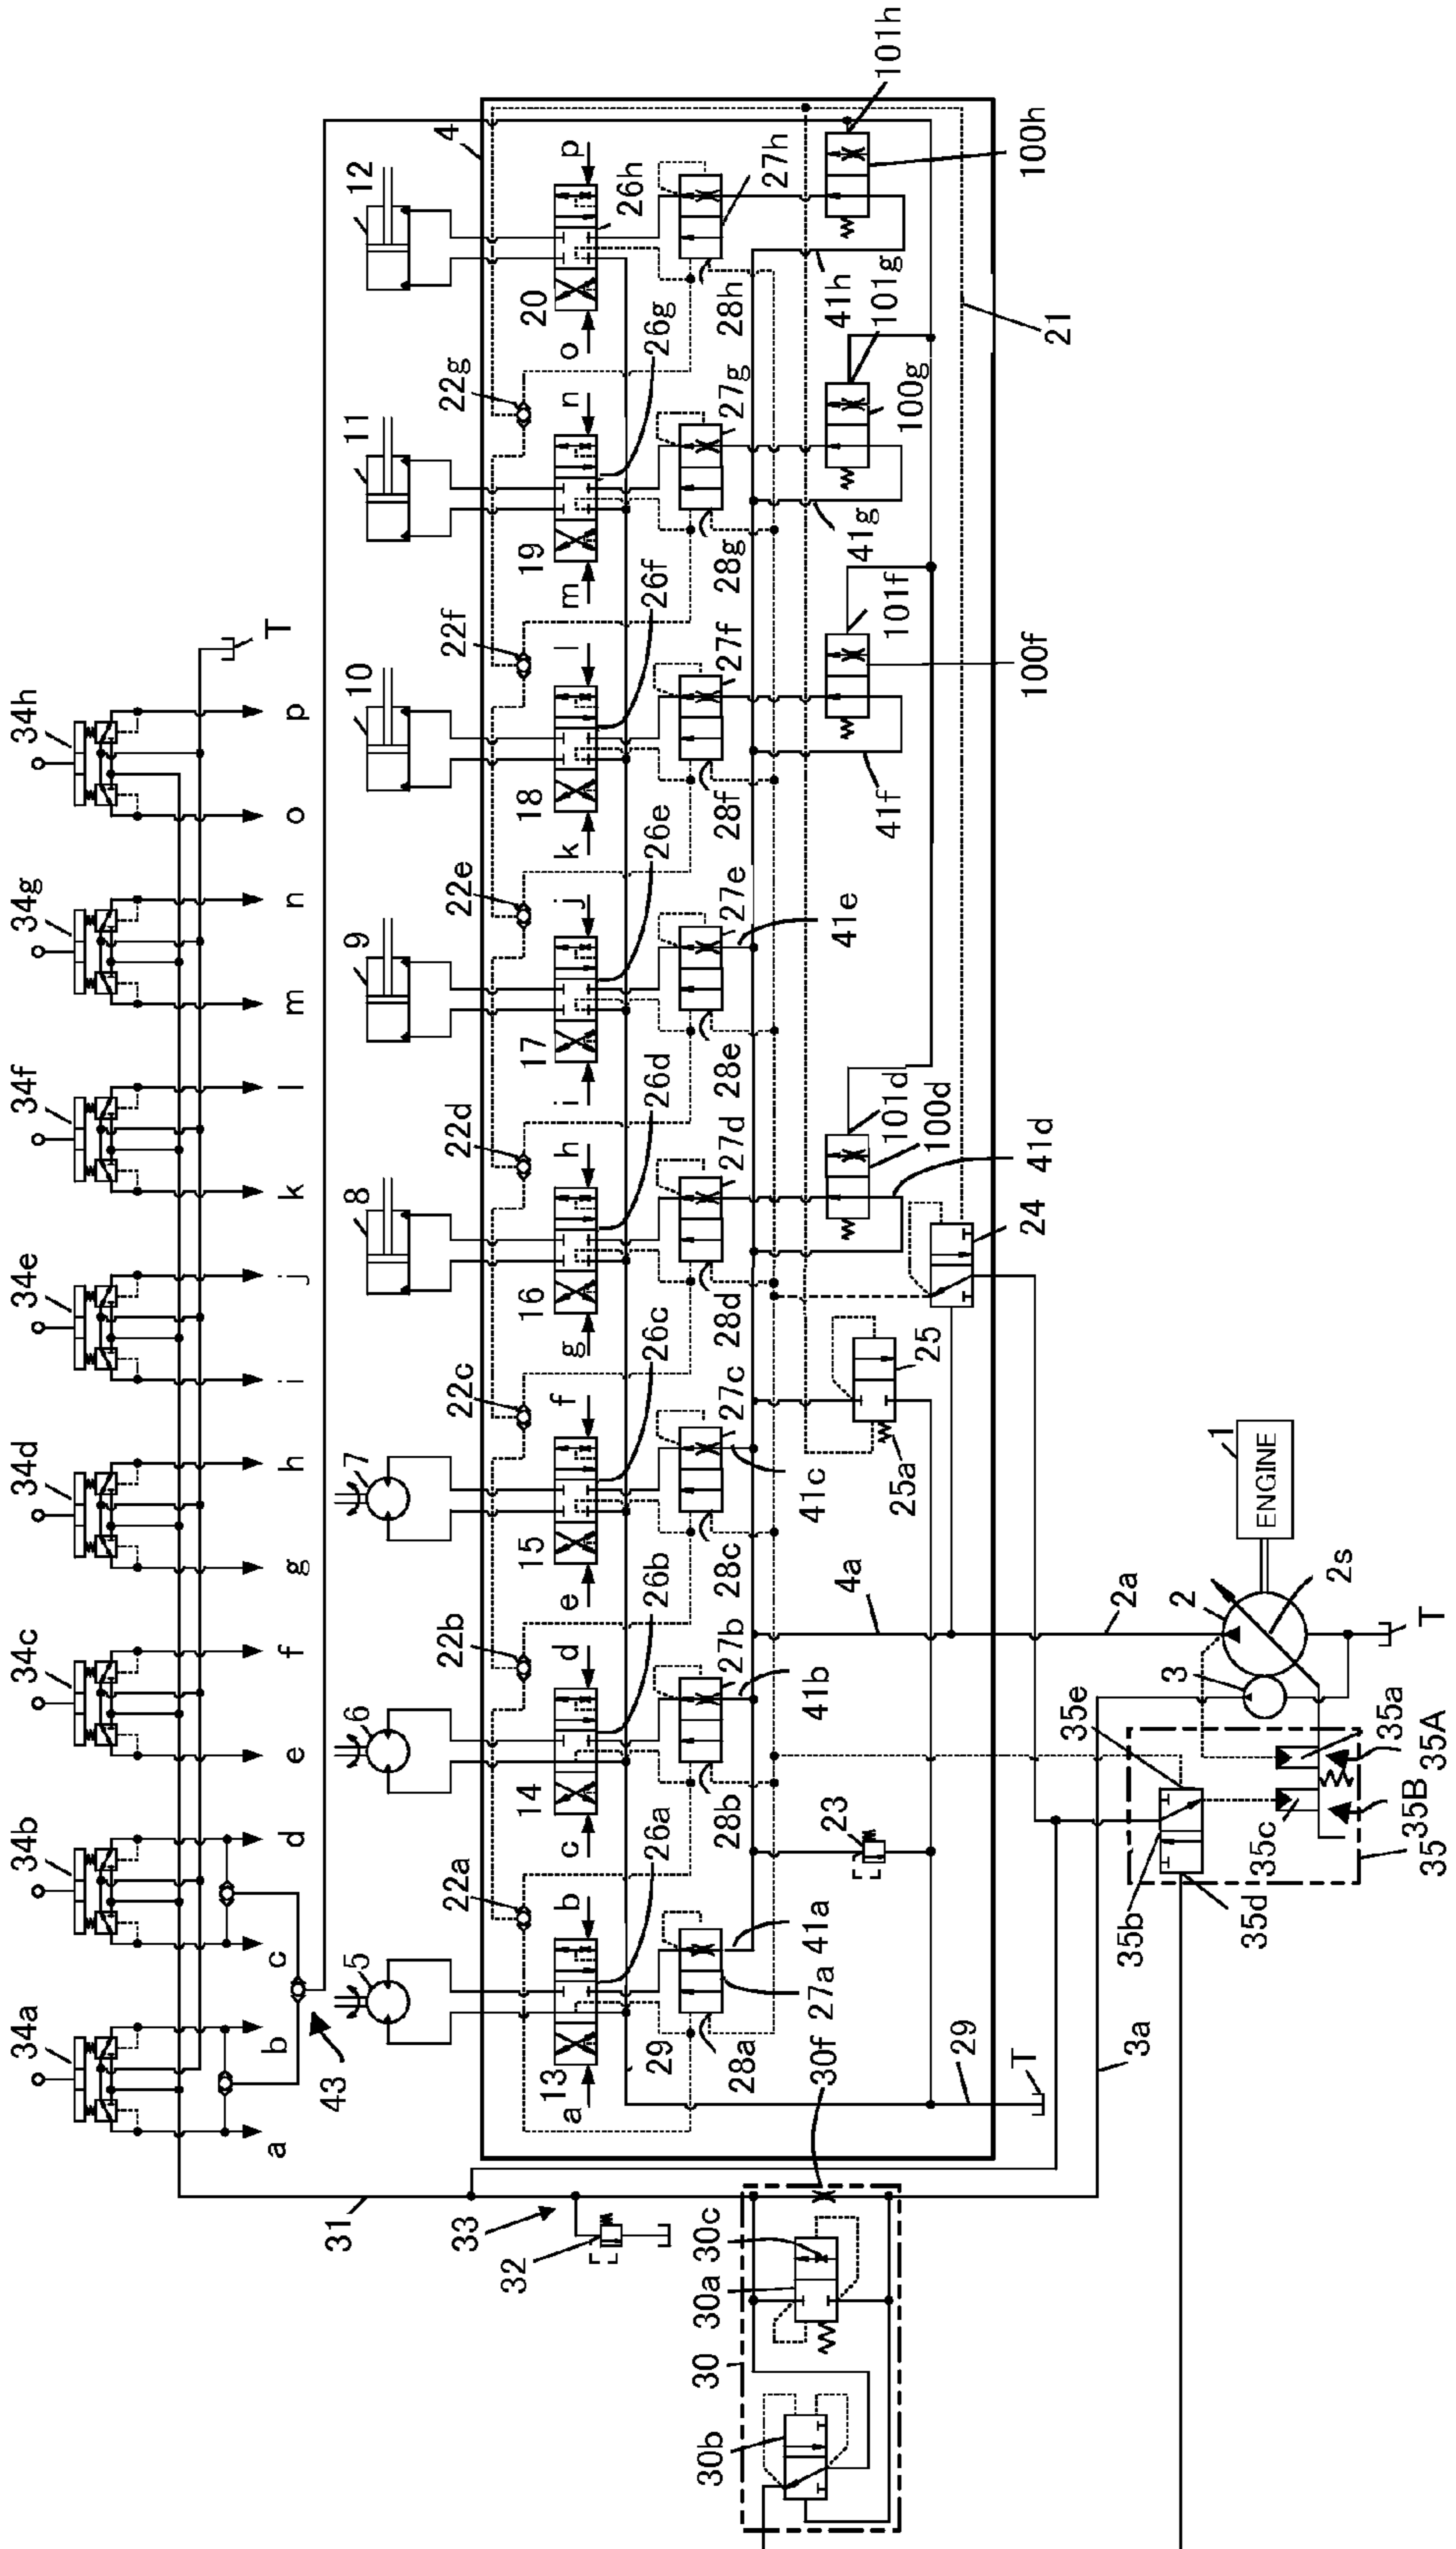 34a
34b
34c
34d
34e
34f
34g
34h
T
a
b
c
d
e
f
g
h
i
j
k
l
m
n
o
p
43
5
6
7
8
9
10
11
12
4
22a
22b
22c
22d
22e
22f
22g
a
13
b
c
14
d
e
15
f
g
16
h
i
17
j
k
18
l
m
19
n
o
20
p
26a
26b
26c
26d
26e
26f
26g
26h
29
28a
27a
41a
28b
27b
41b
28c
27c
41c
28d
27d
28e
27e
41e
28f
27f
28g
27g
28h
27h
41f
41g
41h
101f
101g
101h
100f
100g
100h
101d
100d
41d
24
21
25
25a
23
4a
2a
29
T
30f
3a
31
33
32
30
30a
30c
30b
35b
35d
35e
35c
35a
35A
35B
35
3
2
2s
T
1
ENGINE